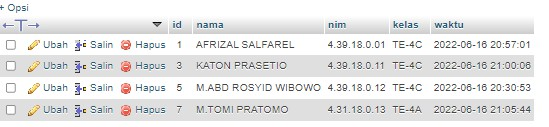 + Opsi
←T→ id nama nim kelas waktu
Ubah Salin Hapus 1 AFRIZAL SALFAREL 4.39.18.0.01 TE-4C 2022-06-16 20:57:01
Ubah Salin Hapus 3 KATON PRASETIO 4.39.18.0.11 TE-4C 2022-06-16 21:00:06
Ubah Salin Hapus 5 M.ABD ROSYID WIBOWO 4.39.18.0.12 TE-4C 2022-06-16 20:30:53
Ubah Salin Hapus 7 M.TOMI PRATOMO 4.31.18.0.13 TE-4A 2022-06-16 21:05:44